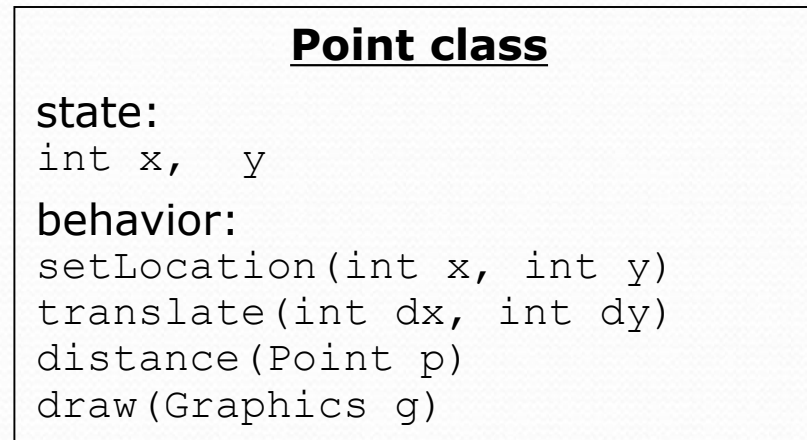 Point class
state:
int x,  y
behavior:
setLocation(int x, int y)
translate(int dx, int dy)
distance(Point p)
draw(Graphics g)